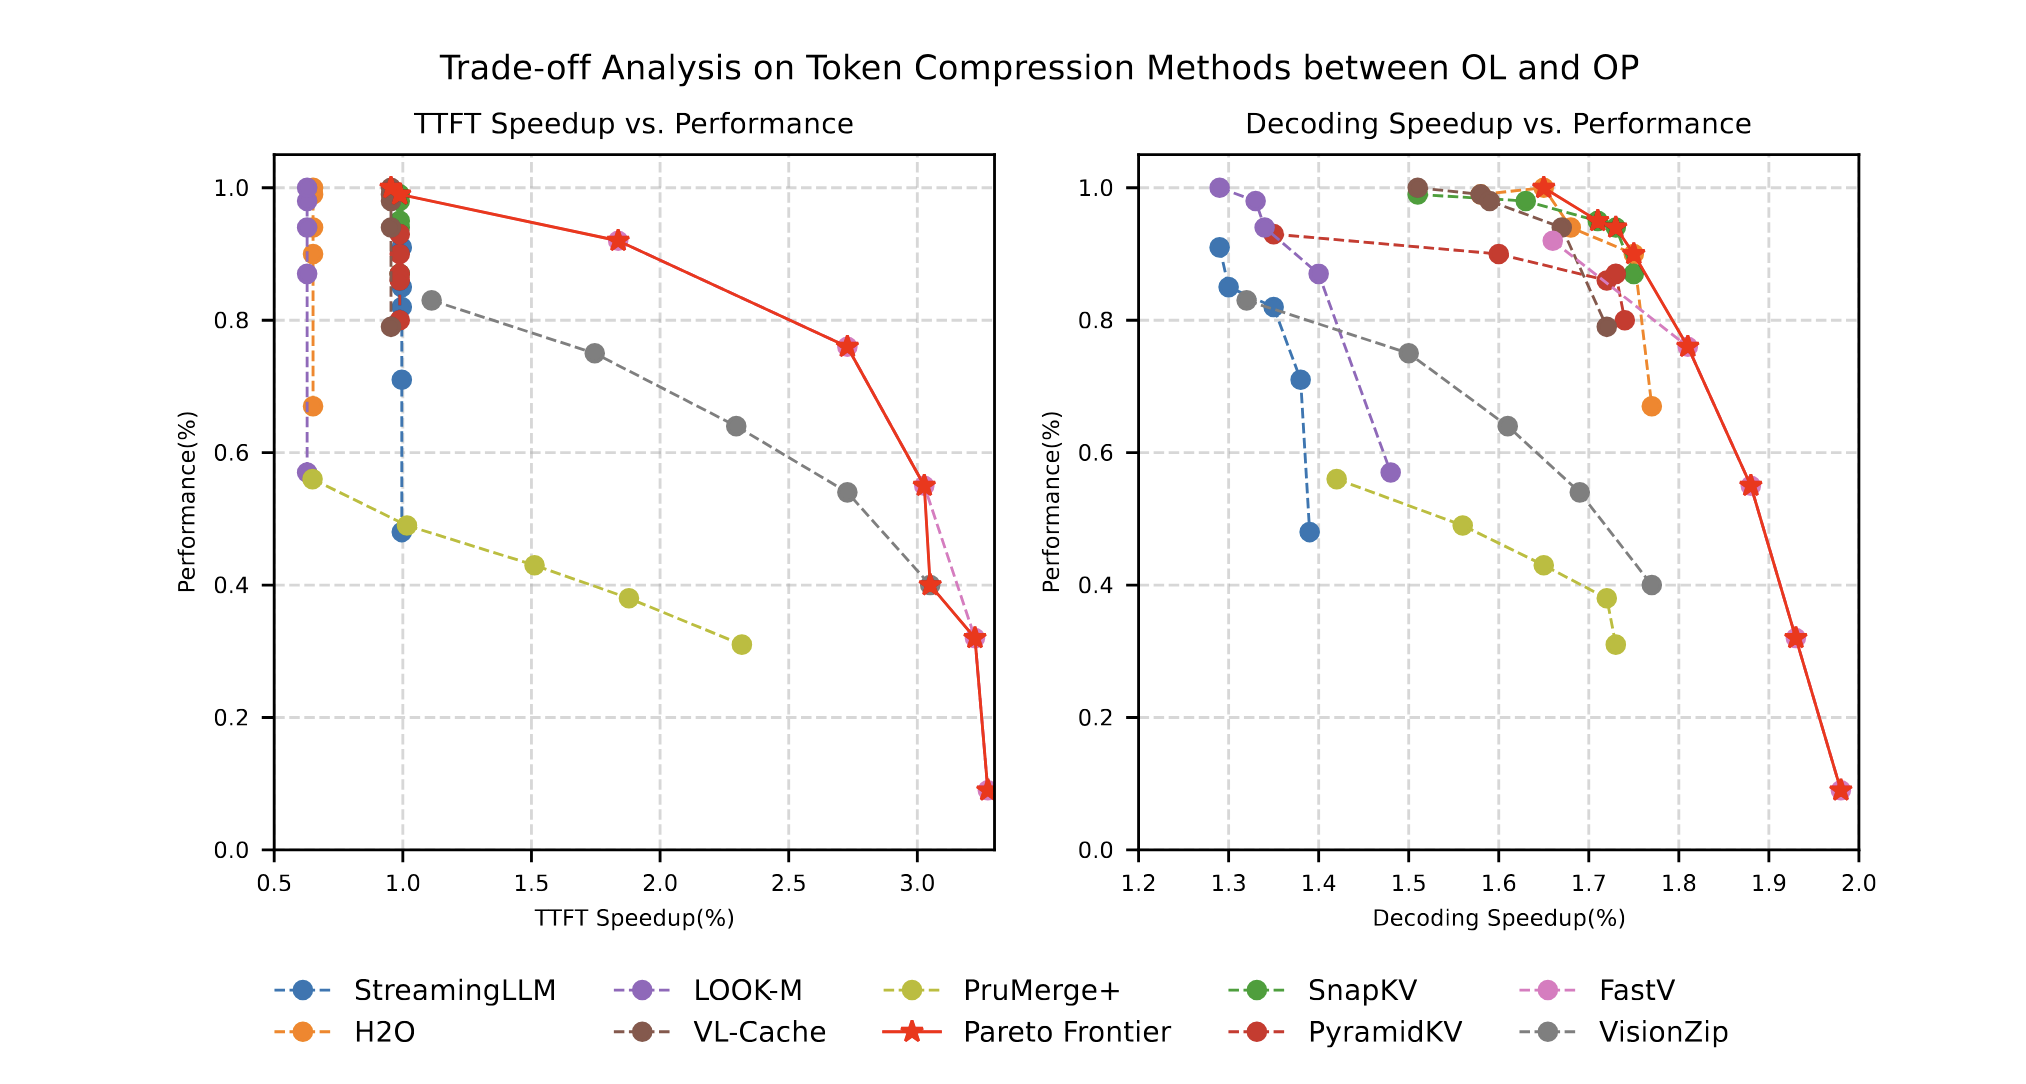 Trade-off Analysis on Token Compression Methods between OL and OP
TTFT Speedup vs. Performance
Performance(%)
1.0
0.8
0.6
0.4
0.2
0.0
0.5 1.0 1.5 2.0 2.5 3.0
TTFT Speedup(%)
Decoding Speedup vs. Performance
Performance(%)
1.0
0.8
0.6
0.4
0.2
0.0
1.2 1.3 1.4 1.5 1.6 1.7 1.8 1.9 2.0
Decoding Speedup(%)
StreamingLLM LOOK-M PruMerge+ SnapKV FastV
H2O VL-Cache Pareto Frontier PyramidKV VisionZip